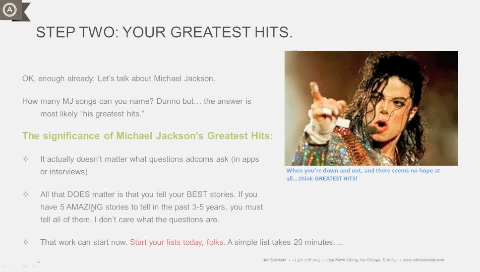 A
STEP TWO: YOUR GREATEST HITS.
OK, enough already. Let's talk about Michael Jackson.
How many MJ songs can you name? Dunno but… the answer is
most likely "his greatest hits."
The significance of Michael Jackson's Greatest Hits:
It actually doesn't matter what questions adcoms ask (in apps
or interviews)
All that DOES matter is that you tell your BEST stories. If you
have 5 AMAZING stories to tell in the past 3-5 years, you must
tell all of them. I don't care what the questions are.
That work can start now. Start your lists today, folks. A simple list takes 20 minutes….
When you're down and out, and there seems no hope at
all…think GREATEST HITS!